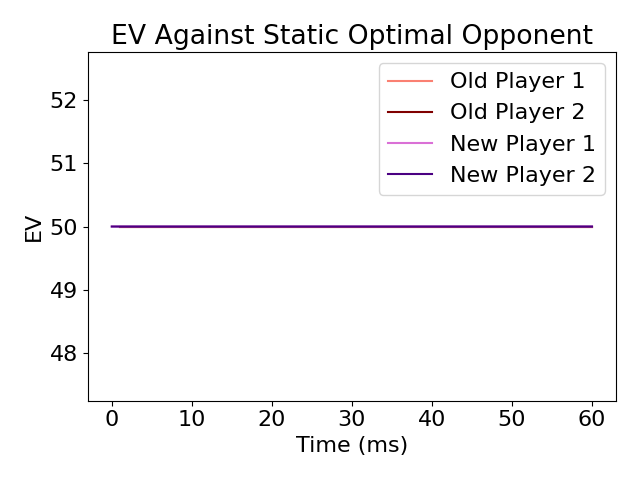 EV Against Static Optimal Opponent
Old Player 1
Old Player 2
New Player 1
New Player 2
EV
52
51
50
49
48
0 10 20 30 40 50 60
Time (ms)